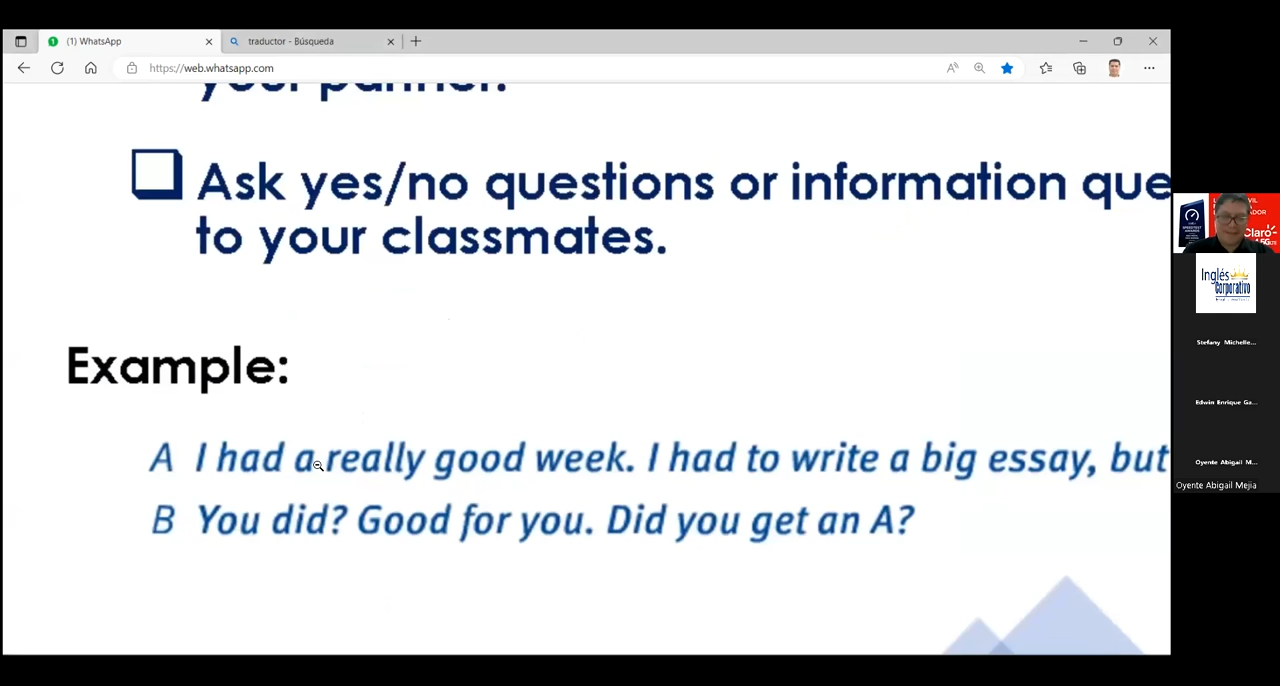 (1) WhatsApp
traductor - Búsqueda
https://web.whatsapp.com
your partner.
Ask yes/no questions or information que
to your classmates.
Example:
A I had a really good week. I had to write a big essay, but
B You did? Good for you. Did you get an A?
Claro
Inglés
Corporativo
Stefany Michelle...
Edwin Enrique Ga...
Oyente Abigail M...
Oyente Abigail Mejia